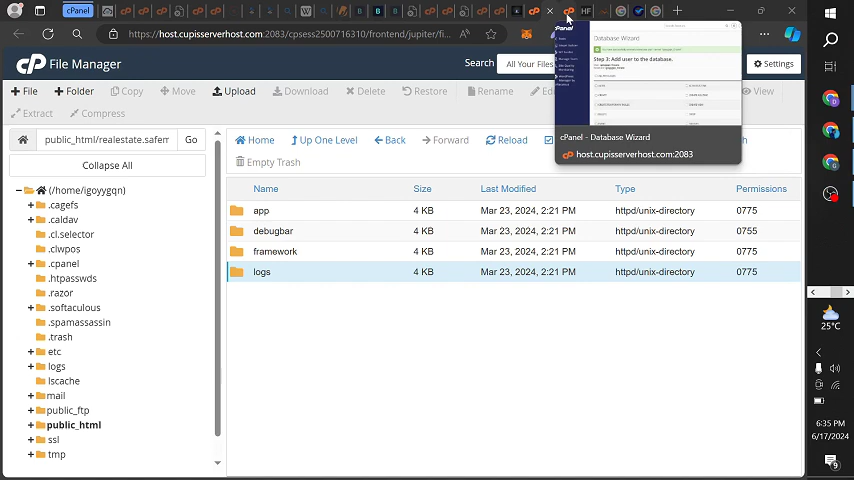 cPanel
https://host.cupisserverhost.com:2083/cpsess2500716310/frontend/jupiter/fi...
cP File Manager
Search
All Your Files
Settings
File
Folder
Copy
Move
Upload
Download
Delete
Restore
Rename
Edit
View
Extract
Compress
public_html/realestate.safem
Go
Home
Up One Level
Back
Forward
Reload
Collapse All
Empty Trash
Name
Size
Last Modified
Type
Permissions
app
4 KB
Mar 23, 2024, 2:21 PM
httpd/unix-directory
0775
debugbar
4 KB
Mar 23, 2024, 2:21 PM
httpd/unix-directory
0755
framework
4 KB
Mar 23, 2024, 2:21 PM
httpd/unix-directory
0775
logs
4 KB
Mar 23, 2024, 2:21 PM
httpd/unix-directory
0775
(/home/igoyygqn)
.cagefs
.caldav
.cl.selector
.clwpos
.cpanel
.htpasswds
.razor
.softaculous
.spamassassin
.trash
etc
logs
lscache
mail
public_ftp
public_html
ssl
tmp
cPanel
Database Wizard
Step 3: Add user to the database.
cPanel - Database Wizard
host.cupisserverhost.com:2083
25°C
6:35 PM
6/17/2024